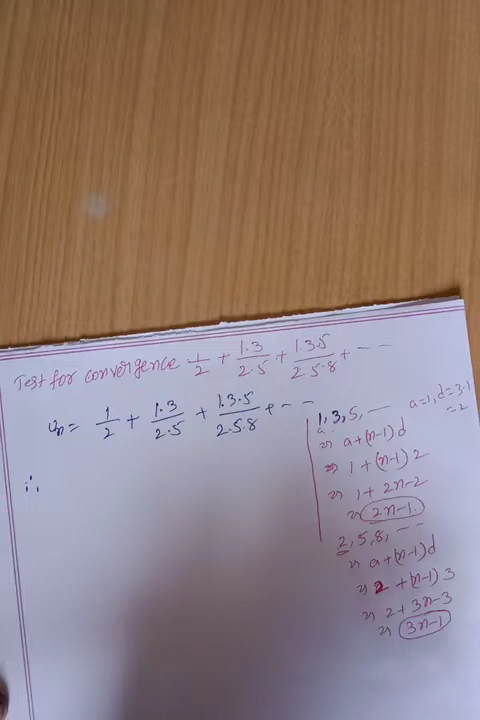 Test for convergence 1/2 + 1.3/2.5 + 1.3.5/2.5.8 + - - -
un = 1/2 + 1.3/2.5 + 1.3.5/2.5.8 + - - -
∴
1, 3, 5, - - - a=1, d=3-1
a =2
⇒ a+(n-1)d
⇒ 1+(n-1)2
⇒ 1+2n-2
⇒ 2n-1.
2, 5, 8, - - -
⇒ a+(n-1)d
⇒ 2+(n-1)3
⇒ 2+3n-3
⇒ 3n-1